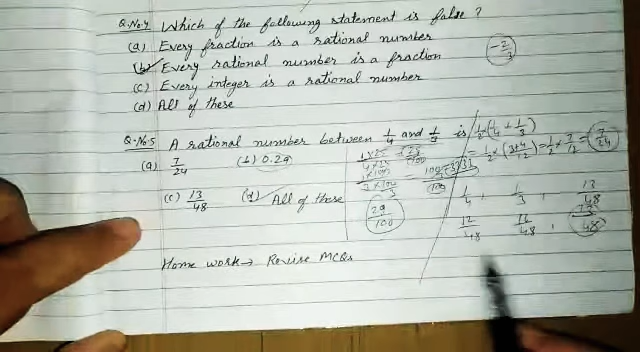 Q.No.4 Which of the following statement is false ?
(a) Every fraction is a rational number
(b) Every rational number is a fraction
-2/3
(c) Every integer is a rational number
(d) All of these
Q.No.5 A rational number between 1/4 and 1/3 is
(a) 7/24 (b) 0.29
(c) 13/48 (d) All of these
29/100
1/2 (1/4 + 1/3)
= 1/2 × (3+4/12) = 1/2 × 7/12 = 7/24
1/4 , 1/3 , 13/48
12/48 16/48 , 13/48
Home work → Revise MCQs